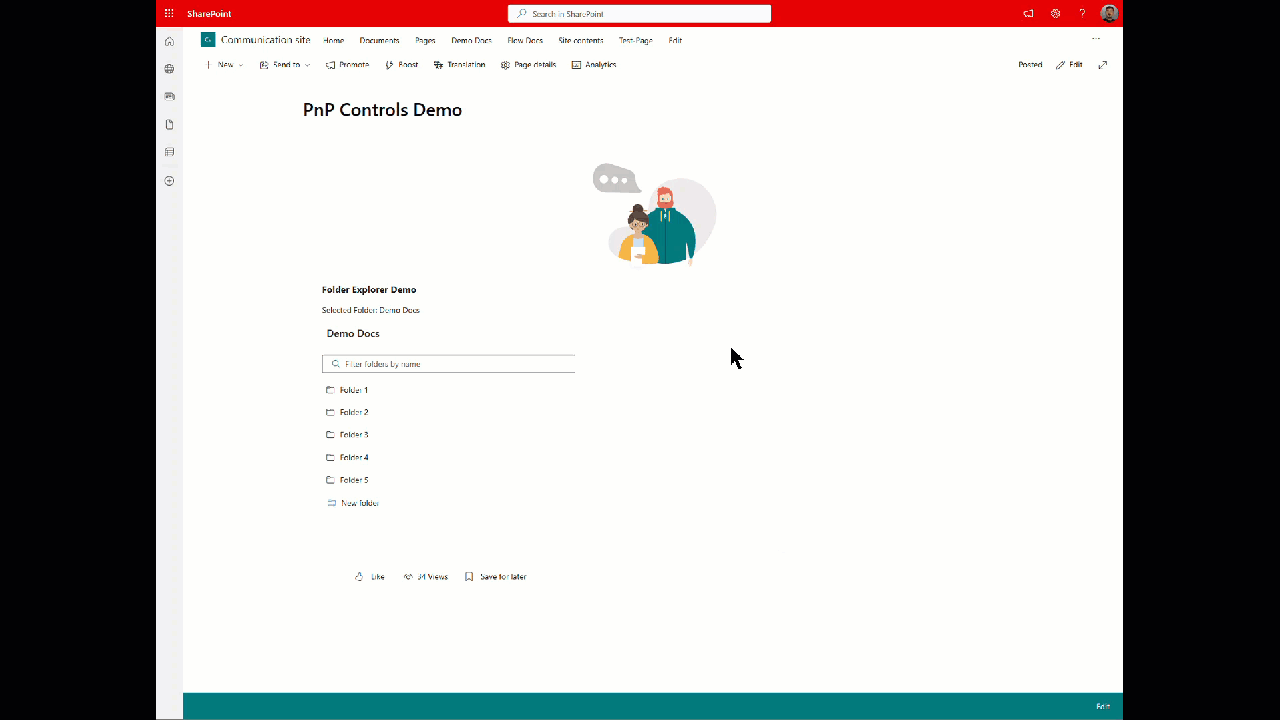 SharePoint
Search in SharePoint
?
Communication site Home Documents Pages Demo Docs Blow Docs Site contents Test-Page Edit
New Send to Promote Boost Translation Page details Analytics Posted Edit
PnP Controls Demo
Folder Explorer Demo
Selected Folder: Demo Docs
Demo Docs
Filter folders by name
Folder 1
Folder 2
Folder 3
Folder 4
Folder 5
New folder
Like 34 Views Save for later
Edit